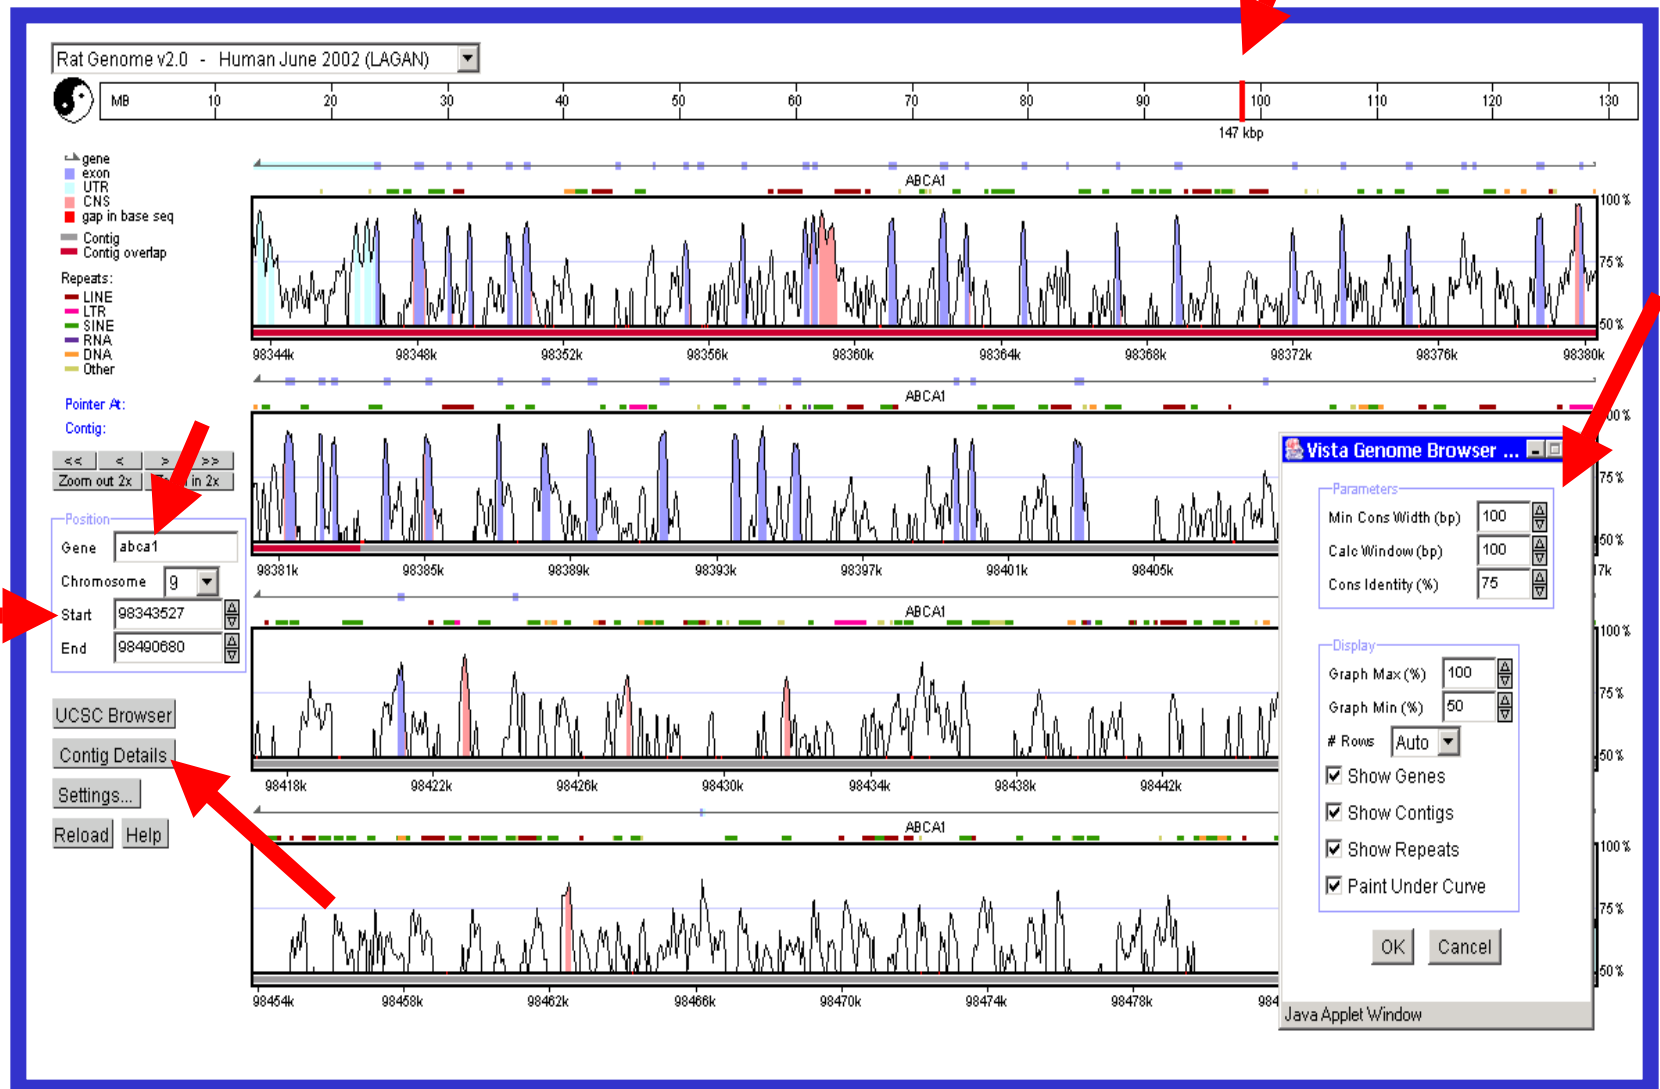 Rat Genome v2.0 - Human June 2002 (LAGAN)
MB 10 20 30 40 50 60 70 80 90 100 110 120 130
147 kbp
gene
exon
UTR
CNS
gap in base seq
Contig
Contig overlap
Repeats:
LINE
LTR
SINE
RNA
DNA
Other
Pointer At:
Contig:
<< < > >>
Zoom out 2x in 2x
Position
Gene abca1
Chromosome 9
Start 98343527
End 98490680
UCSC Browser
Contig Details
Settings...
Reload Help
ABCA1
100%
75%
50%
98344k 98348k 98352k 98356k 98360k 98364k 98368k 98372k 98376k 98380k
ABCA1
00%
75%
50%
98381k 98385k 98389k 98393k 98397k 98401k 98405k 7k
ABCA1
100%
75%
50%
98418k 98422k 98426k 98430k 98434k 98438k 98442k
ABCA1
100%
75%
50%
98454k 98458k 98462k 98466k 98470k 98474k 98478k 984
Vista Genome Browser ...
Parameters
Min Cons Width (bp) 100
Calc Window (bp) 100
Cons Identity (%) 75
Display
Graph Max (%) 100
Graph Min (%) 50
# Rows Auto
Show Genes
Show Contigs
Show Repeats
Paint Under Curve
OK Cancel
Java Applet Window